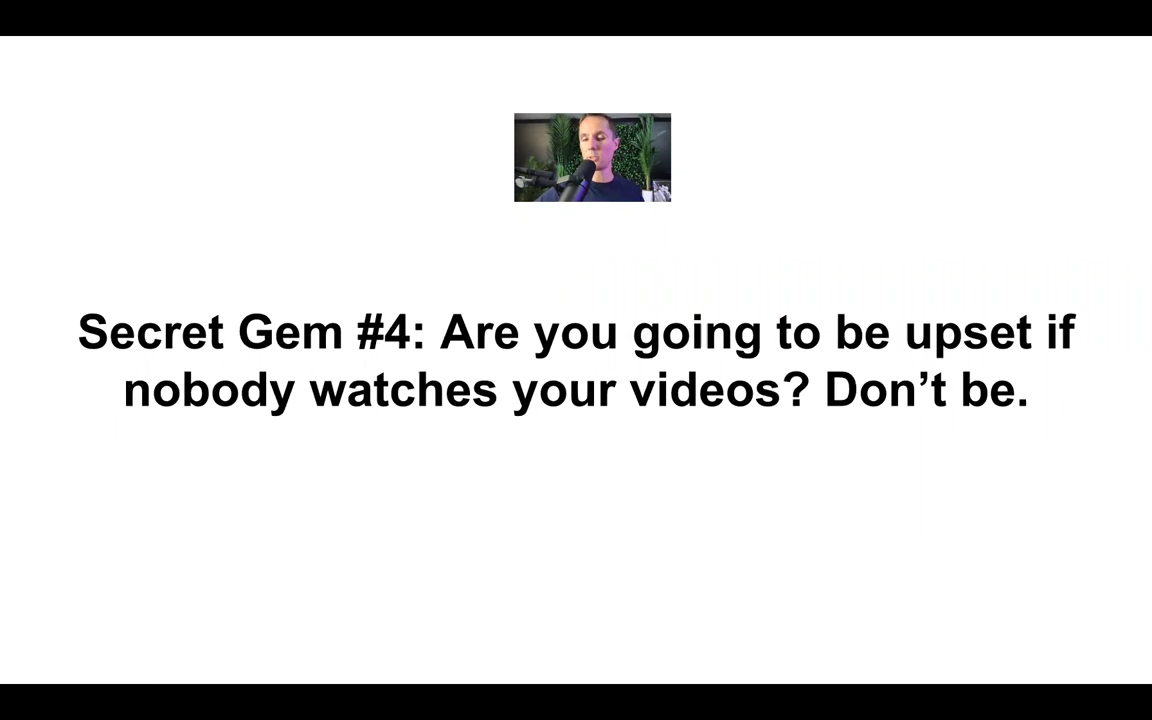 Secret Gem #4: Are you going to be upset if
nobody watches your videos? Don’t be.